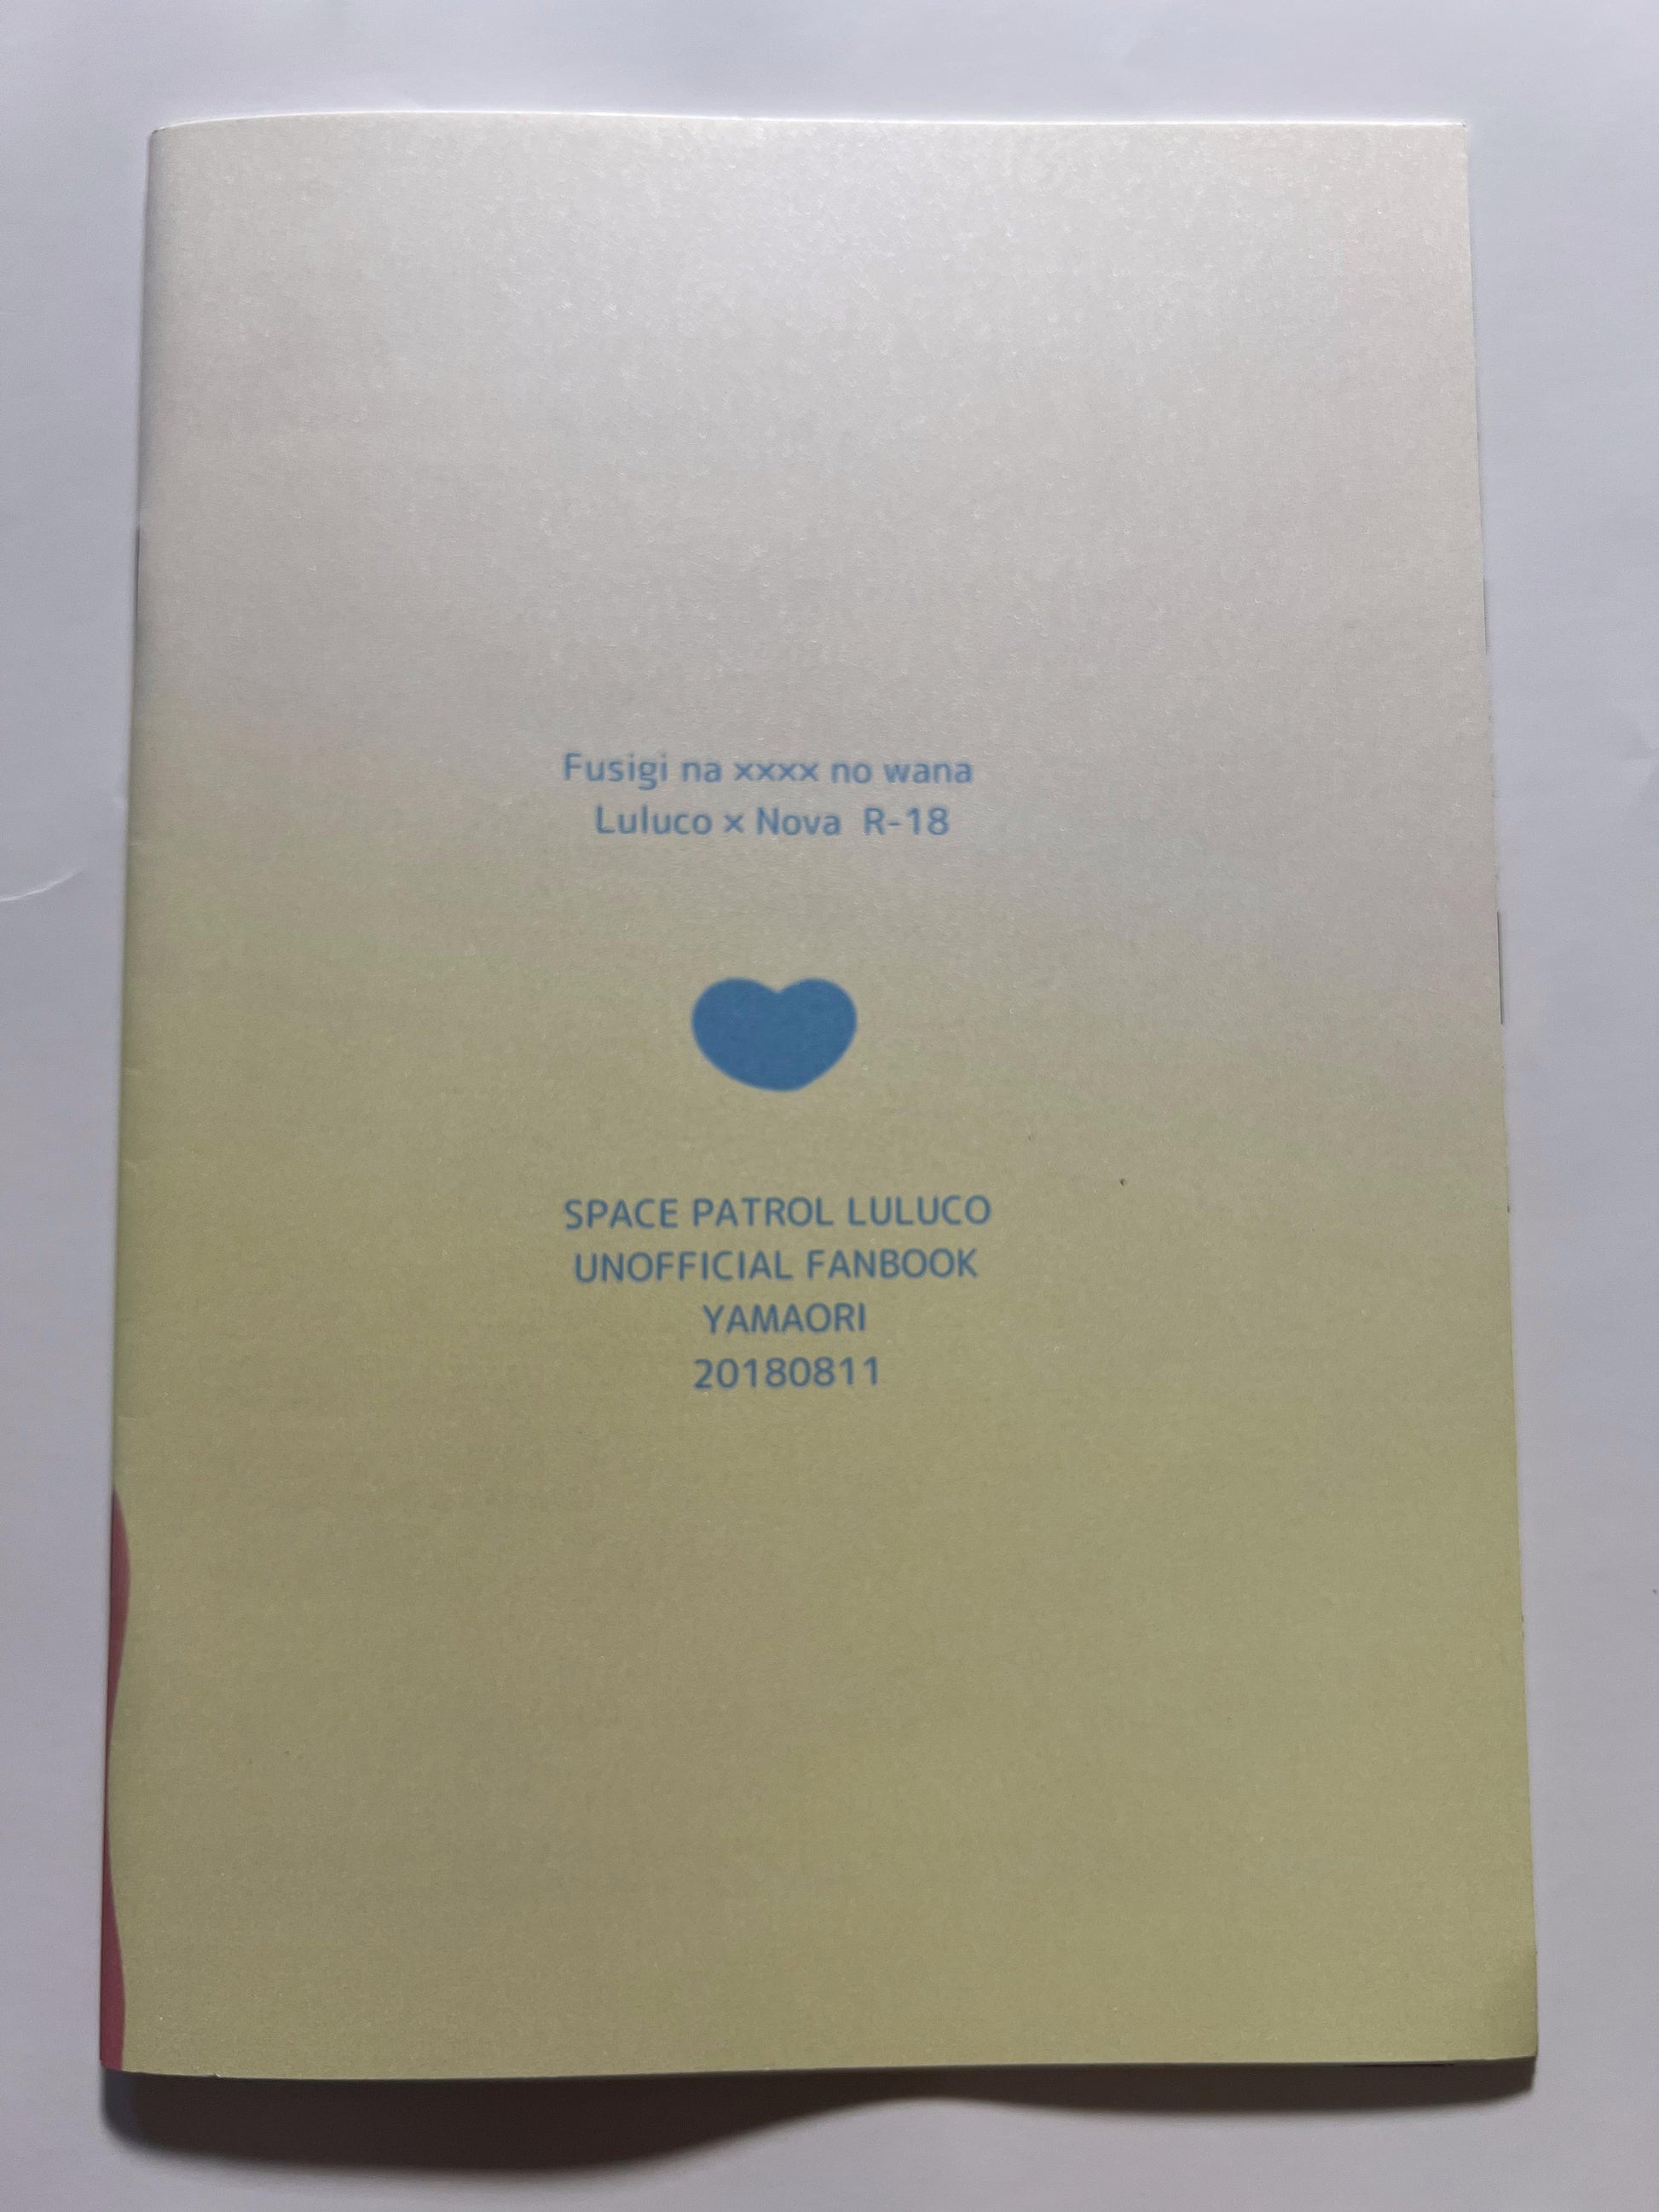 Fusigi na xxxx no wana
Luluco × Nova R-18
SPACE PATROL LULUCO
UNOFFICIAL FANBOOK
YAMAORI
20180811